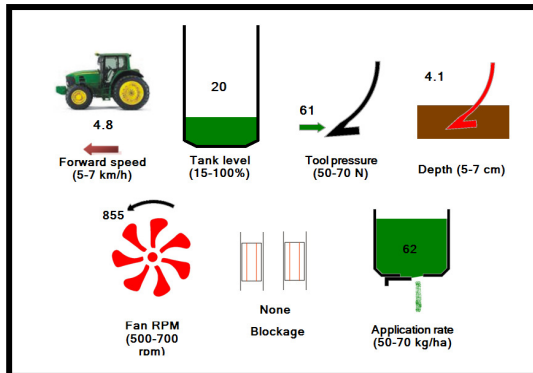 20
4.1
61
4.8
Forward speed
(5-7 km/h)
Tank level
(15-100%)
Tool pressure
(50-70 N)
Depth (5-7 cm)
855
62
None
Blockage
Fan RPM
(500-700
rpm)
Application rate
(50-70 kg/ha)